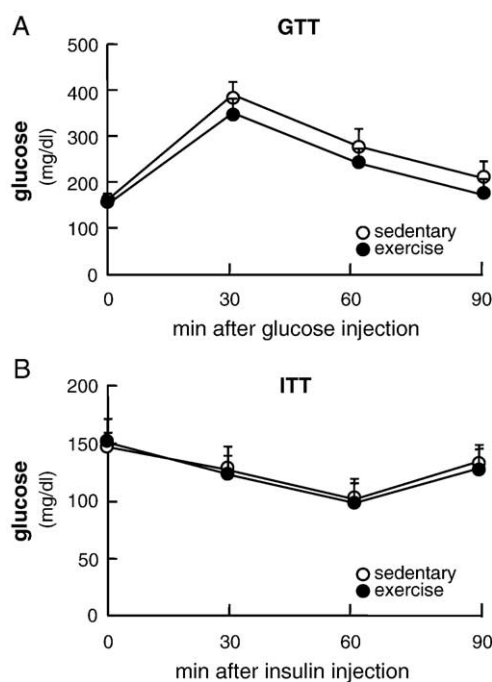 A
GTT
500
400
300
200
100
0
glucose
(mg/dl)
sedentary
exercise
0 30 60 90
min after glucose injection
B
ITT
200
150
100
50
0
glucose
(mg/dl)
sedentary
exercise
0 30 60 90
min after insulin injection